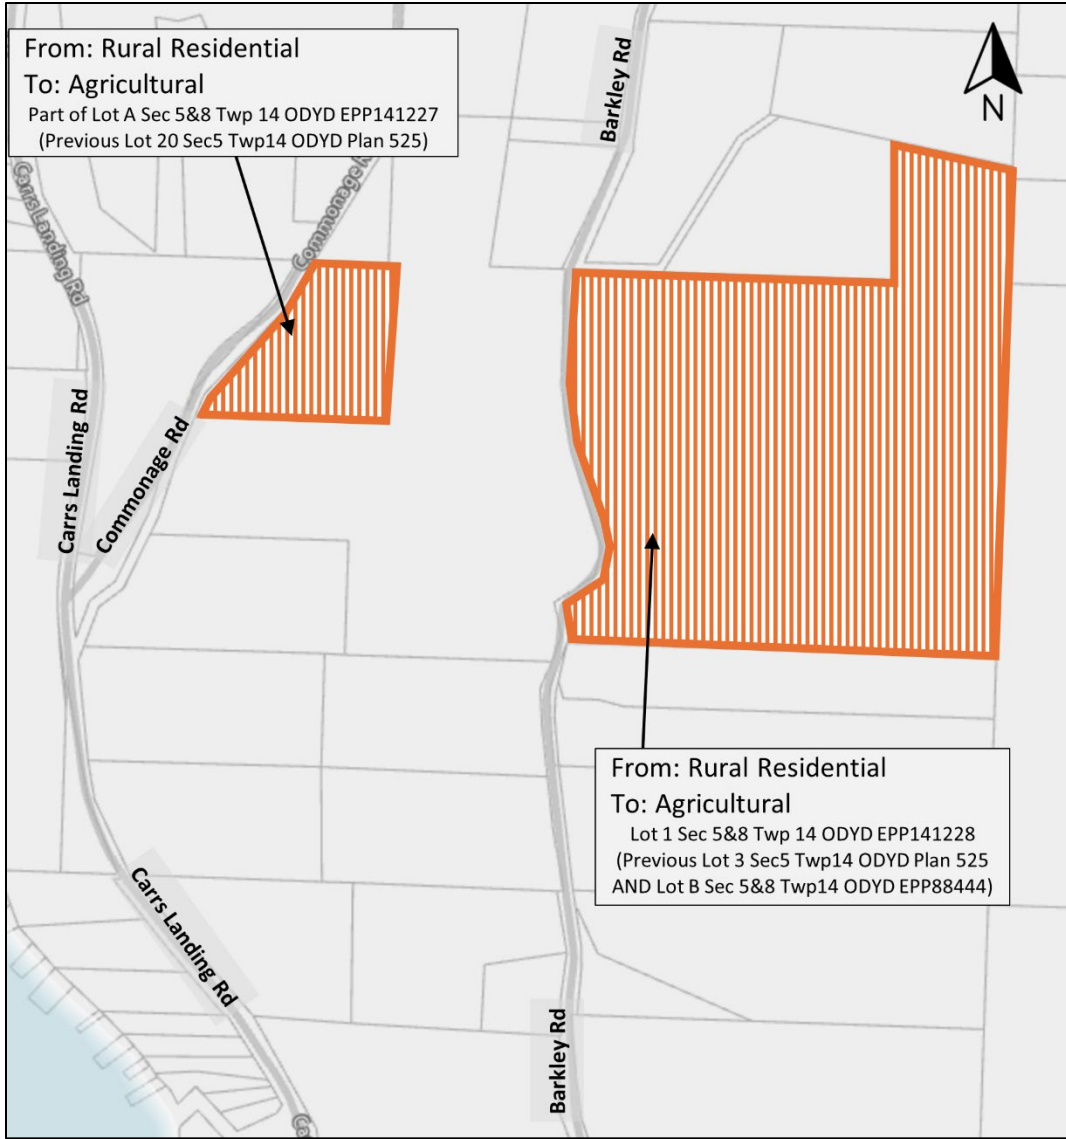 From: Rural Residential
To: Agricultural
Part of Lot A Sec 5&8 Twp 14 ODYD EPP141227
(Previous Lot 20 Sec5 Twp14 ODYD Plan 525)
Barkley Rd
N
Carrs Landing Rd
Commonage R
Carrs Landing Rd
Commonage Rd
From: Rural Residential
To: Agricultural
Lot 1 Sec 5&8 Twp 14 ODYD EPP141228
(Previous Lot 3 Sec5 Twp14 ODYD Plan 525
AND Lot B Sec 5&8 Twp14 ODYD EPP88444)
Carrs Landing Rd
Barkley Rd
Ca